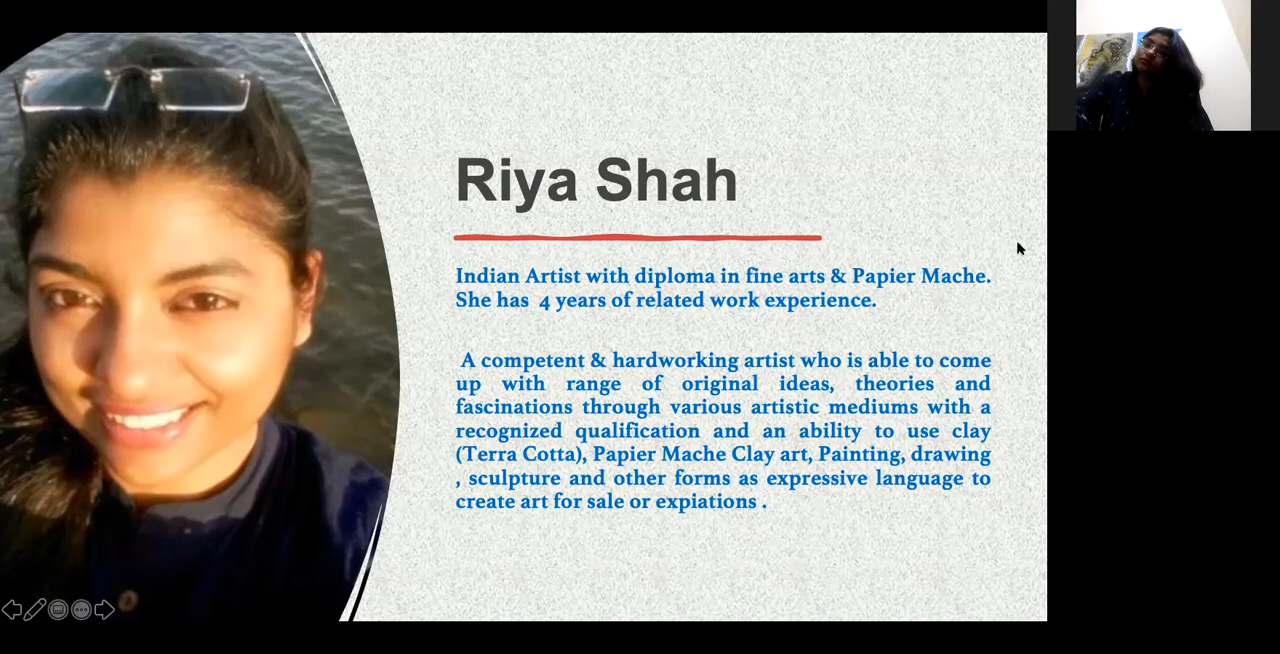 Riya Shah
Indian Artist with diploma in fine arts & Papier Mache.
She has 4 years of related work experience.
A competent & hardworking artist who is able to come
up with range of original ideas, theories and
fascinations through various artistic mediums with a
recognized qualification and an ability to use clay
(Terra Cotta), Papier Mache Clay art, Painting, drawing
, sculpture and other forms as expressive language to
create art for sale or expiations .